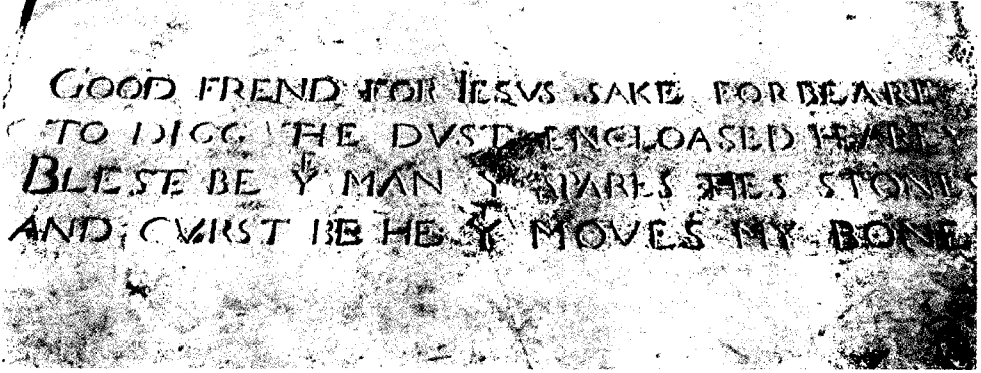 GOOD FREND FOR IESVS SAKE FORBEARE
TO DIGG THE DVST ENCLOASED HEARE
BLESE BE Yͤ MAN Yͭ SPARES THES STONES
AND CVRST BE HE Yͭ MOVES MY BONE